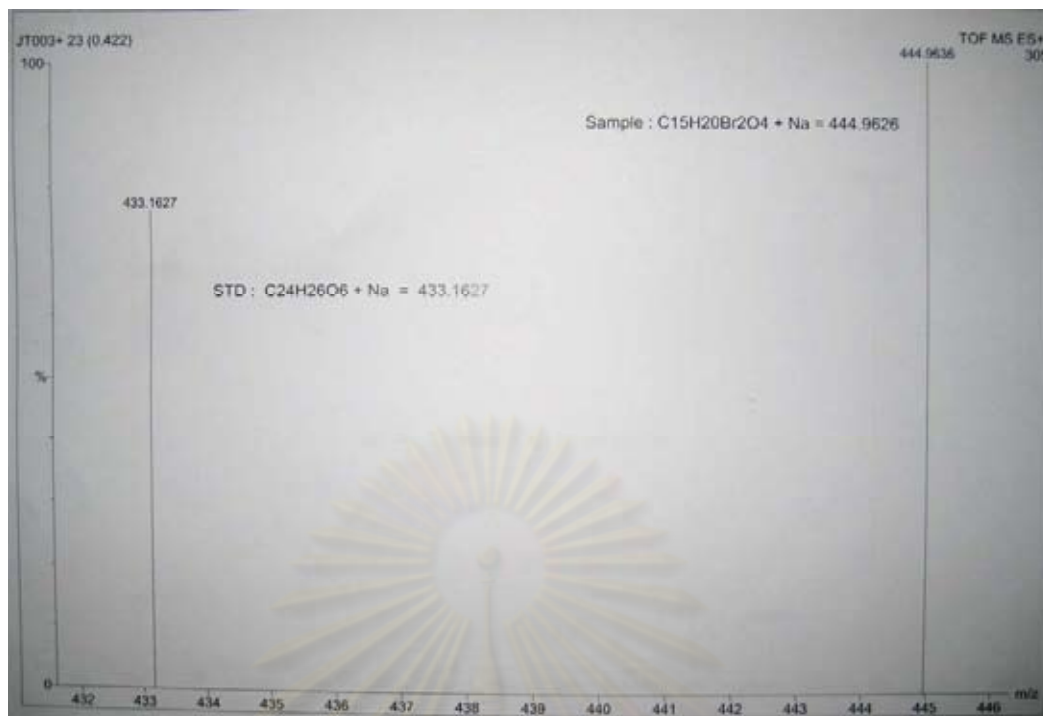 JT003+ 23 (0.422)
TOF MS ES+
444.9636
305
100
Sample : C15H20Br2O4 + Na = 444.9626
433.1627
STD : C24H26O6 + Na = 433.1627
%
0
432 433 434 435 436 437 438 439 440 441 442 443 444 445 446 m/z